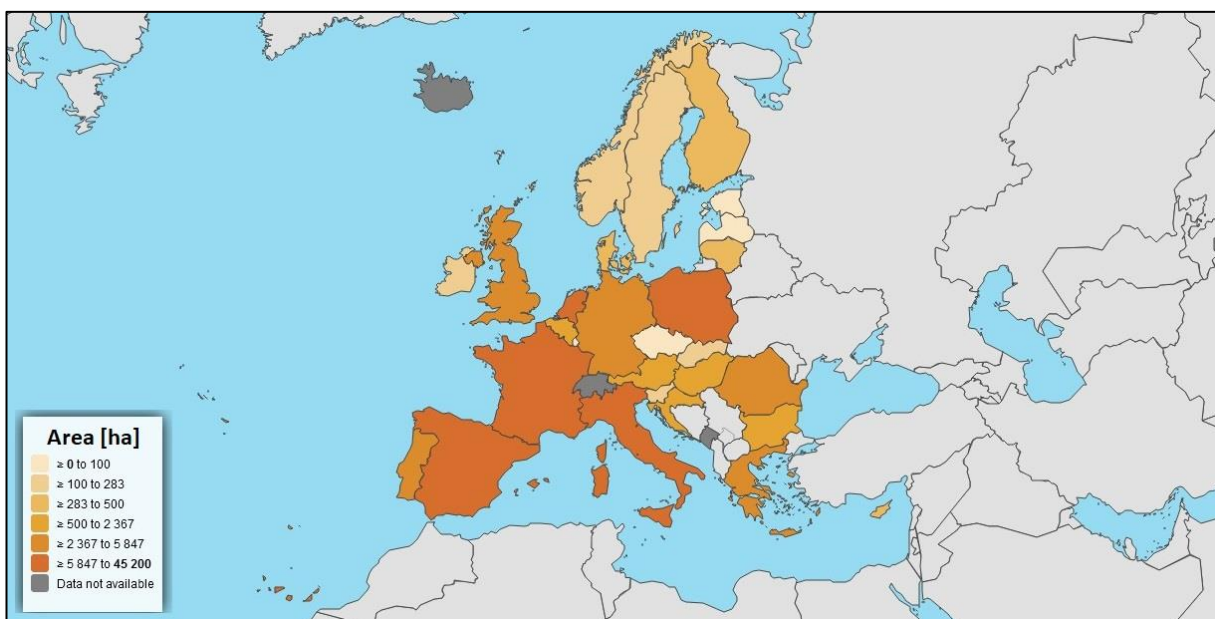 Area [ha]
≥ 0 to 100
≥ 100 to 283
≥ 283 to 500
≥ 500 to 2 367
≥ 2 367 to 5 847
≥ 5 847 to 45 200
Data not available